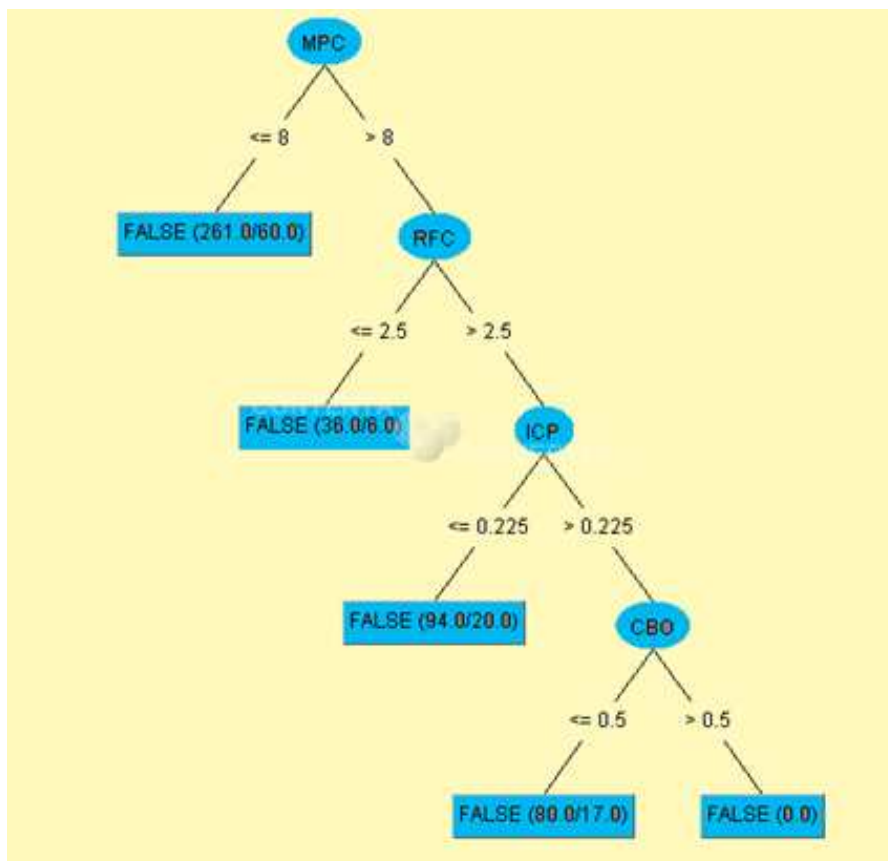 MPC
<= 8
> 8
FALSE (261.0/60.0)
RFC
<= 2.5
> 2.5
FALSE (36.0/6.0)
ICP
<= 0.225
> 0.225
FALSE (94.0/20.0)
CBO
<= 0.5
> 0.5
FALSE (80.0/17.0)
FALSE (0.0)